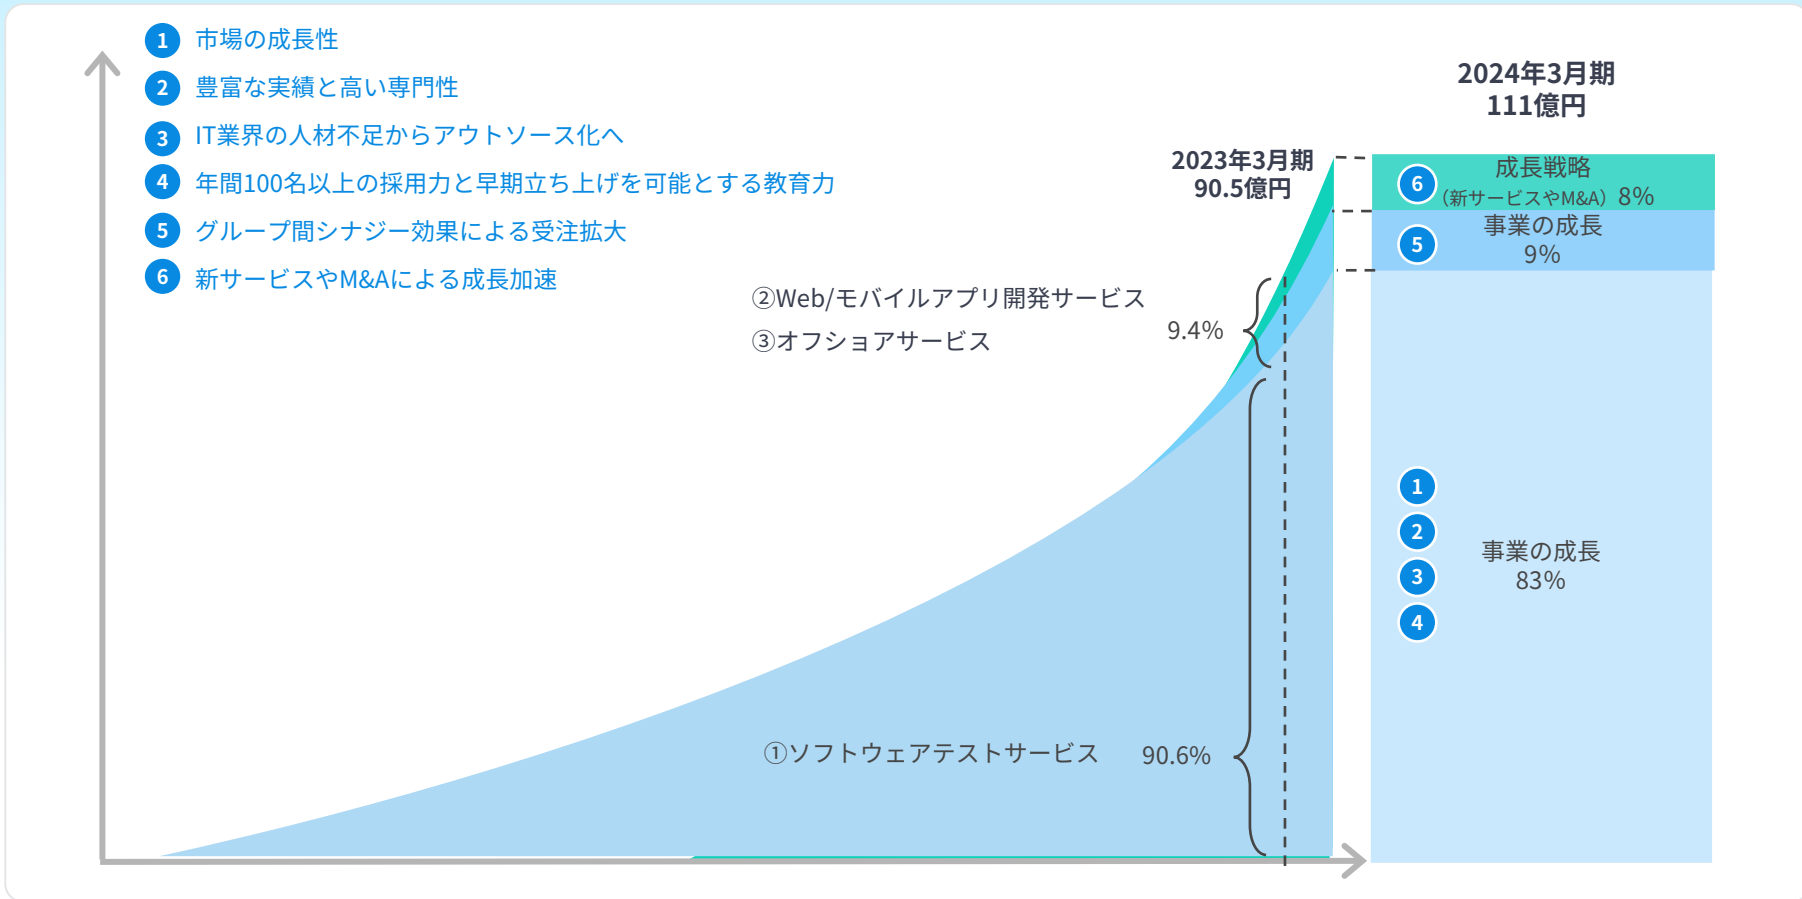 1 市場の成長性
2 豊富な実績と高い専門性
3 IT業界の人材不足からアウトソース化へ
4 年間100名以上の採用力と早期立ち上げを可能とする教育力
5 グループ間シナジー効果による受注拡大
6 新サービスやM&Aによる成長加速
2024年3月期
111億円
2023年3月期
90.5億円
6 成長戦略
（新サービスやM&A）8%
5 事業の成長
9%
②Web/モバイルアプリ開発サービス
③オフショアサービス
9.4%
1
2
3
4
事業の成長
83%
①ソフトウェアテストサービス 90.6%